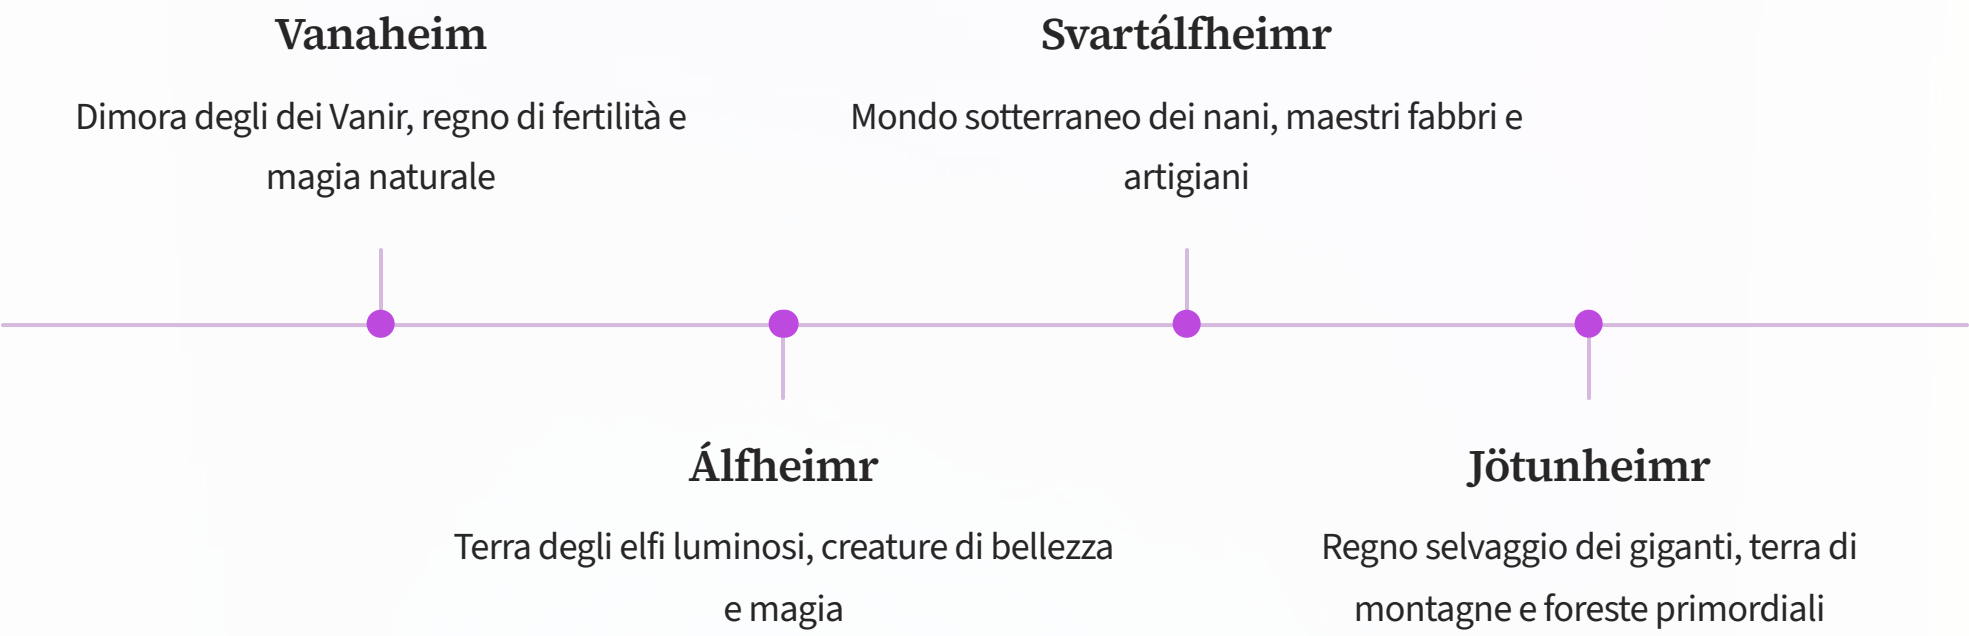 Vanaheim
Dimora degli dei Vanir, regno di fertilità e
magia naturale
Svartálfheimr
Mondo sotterraneo dei nani, maestri fabbri e
artigiani
Álfheimr
Terra degli elfi luminosi, creature di bellezza
e magia
Jötunheimr
Regno selvaggio dei giganti, terra di
montagne e foreste primordiali